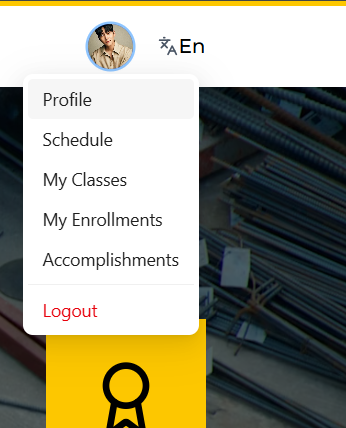 En
Profile
Schedule
My Classes
My Enrollments
Accomplishments
Logout